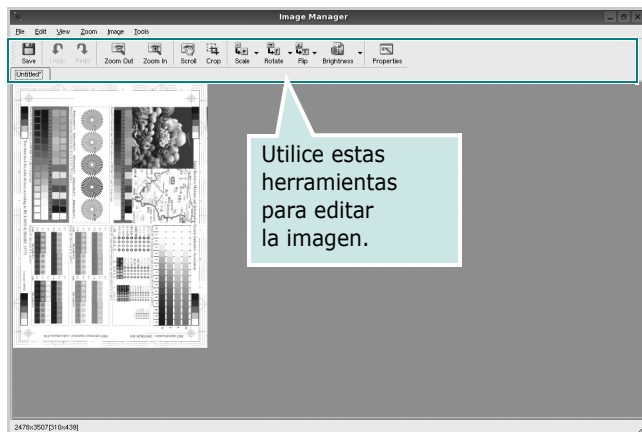 Image Manager
File Edit View Zoom Image Tools
Save Undo Redo Zoom Out Zoom In Scroll Crop Scale Rotate Flip Brightness Properties
Untitled*
Utilice estas
herramientas
para editar
la imagen.
2478x3507[310x439]